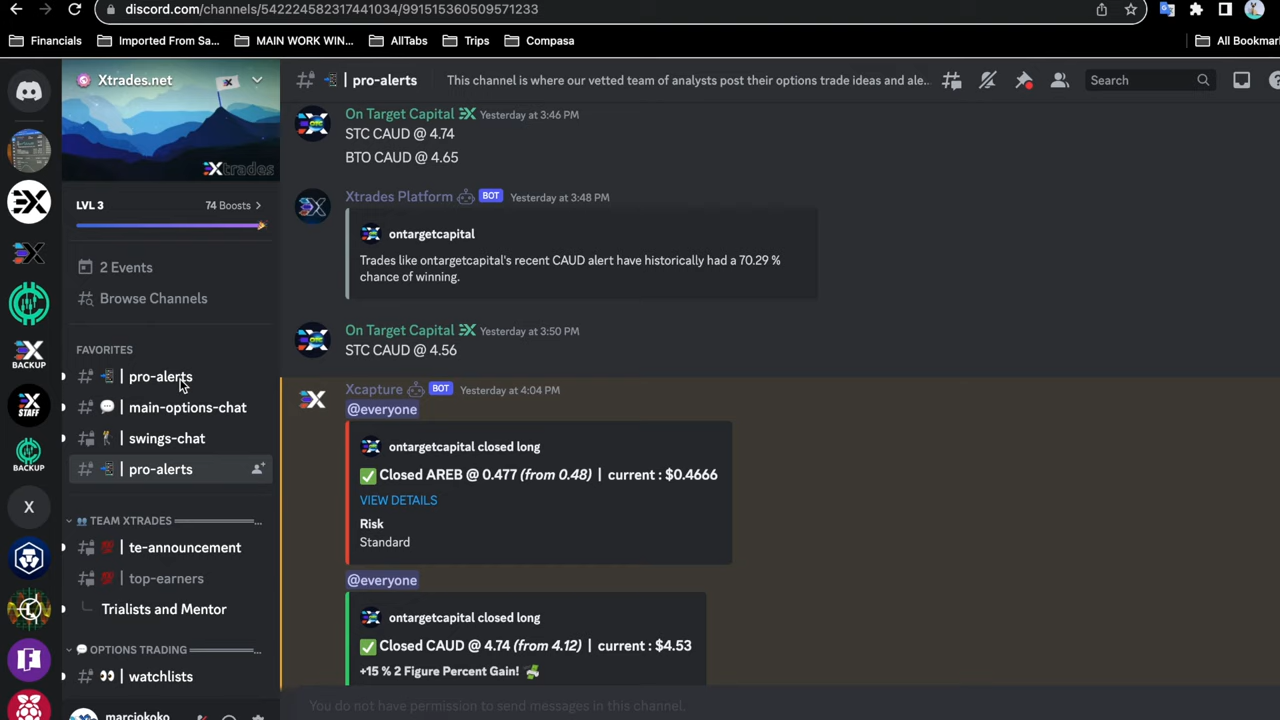 discord.com/channels/542224582317441034/991515360509571233
Financials
Imported From Sa...
MAIN WORK WIN...
AllTabs
Trips
Compasa
All Bookmar
Xtrades.net
Xtrades
LVL 3
74 Boosts
2 Events
Browse Channels
FAVORITES
pro-alerts
main-options-chat
swings-chat
pro-alerts
TEAM XTRADES
te-announcement
top-earners
Trialists and Mentor
OPTIONS TRADING
watchlists
marciokoko
BACKUP
STAFF
BACKUP
X
| pro-alerts
This channel is where our vetted team of analysts post their options trade ideas and ale...
Search
On Target Capital Yesterday at 3:46 PM
STC CAUD @ 4.74
BTO CAUD @ 4.65
Xtrades Platform BOT Yesterday at 3:48 PM
ontargetcapital
Trades like ontargetcapital's recent CAUD alert have historically had a 70.29 %
chance of winning.
On Target Capital Yesterday at 3:50 PM
STC CAUD @ 4.56
Xcapture BOT Yesterday at 4:04 PM
@everyone
ontargetcapital closed long
Closed AREB @ 0.477 (from 0.48) | current : $0.4666
VIEW DETAILS
Risk
Standard
@everyone
ontargetcapital closed long
Closed CAUD @ 4.74 (from 4.12) | current : $4.53
+15 % 2 Figure Percent Gain!
You do not have permission to send messages in this channel.